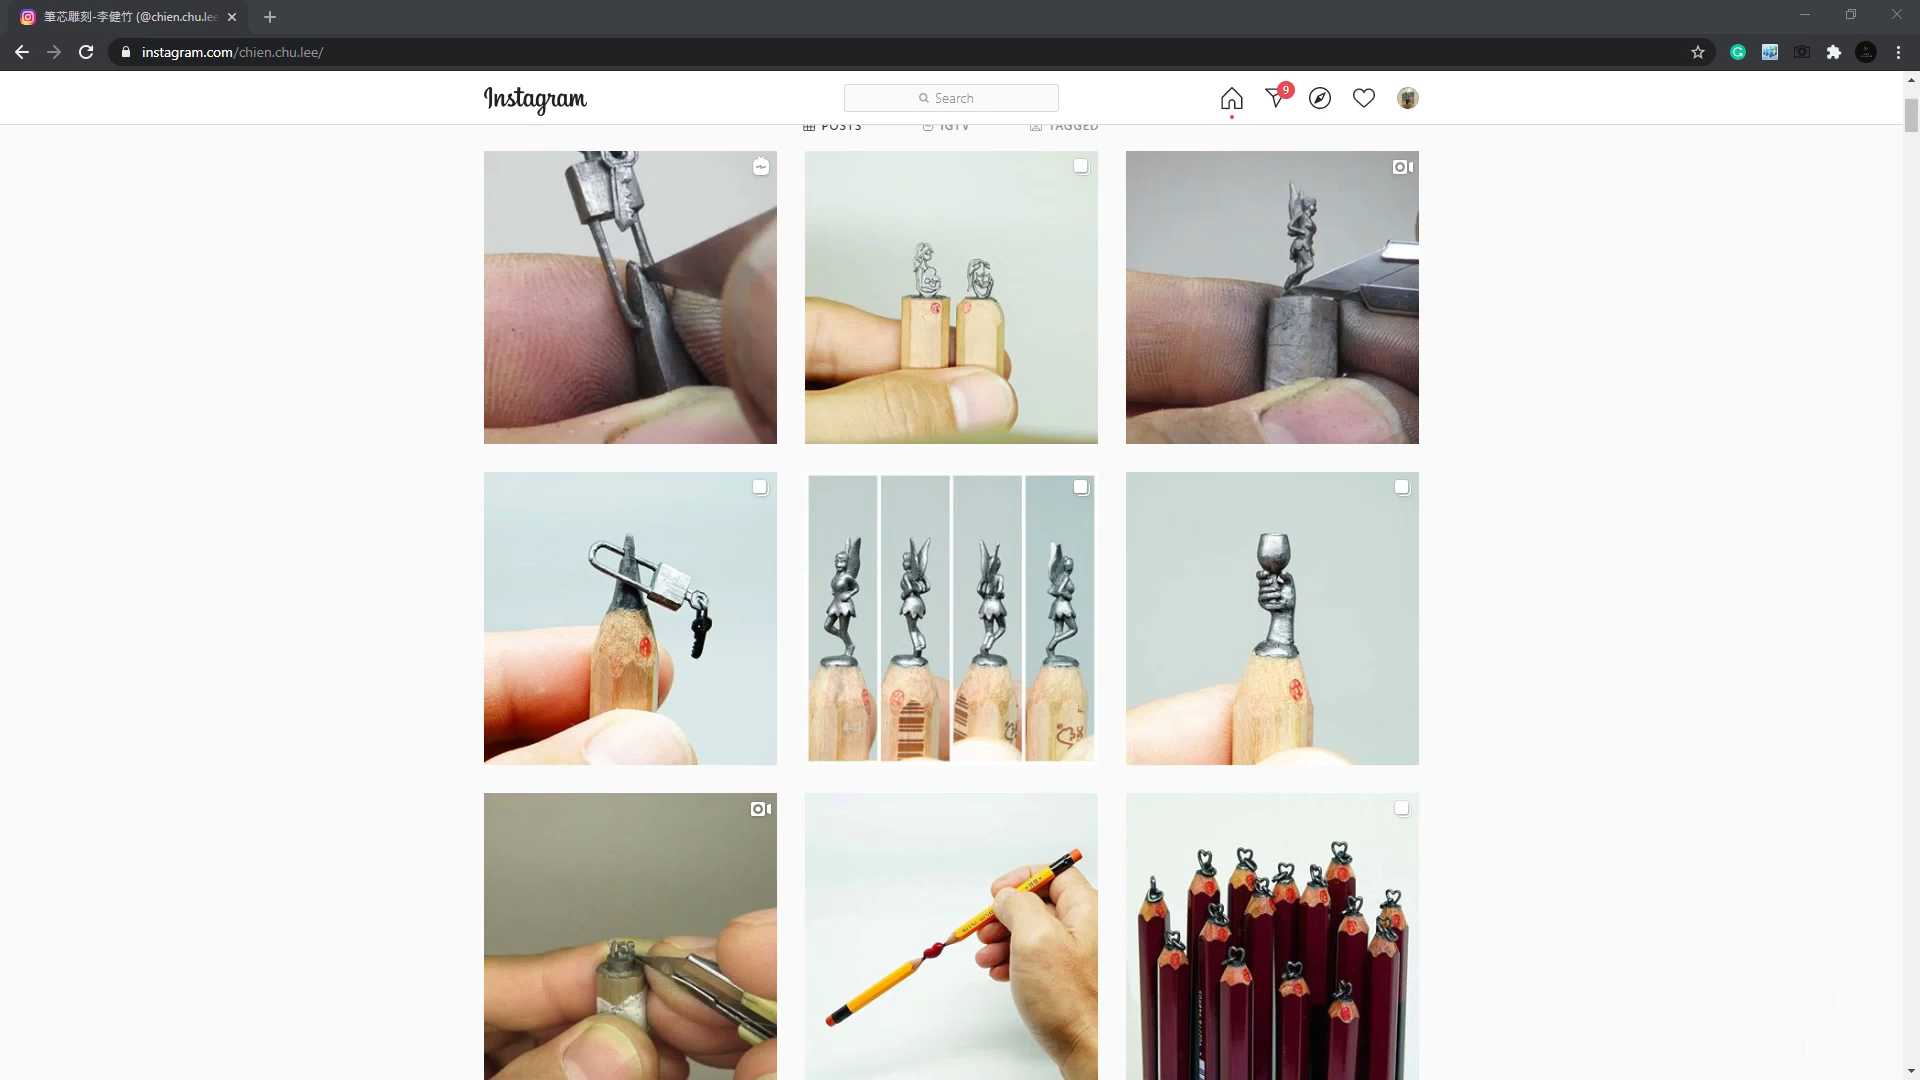 筆芯雕刻-李健竹 (@chien.chu.lee
instagram.com/chien.chu.lee/
Instagram
Search
9
POSTS
IGTV
TAGGED